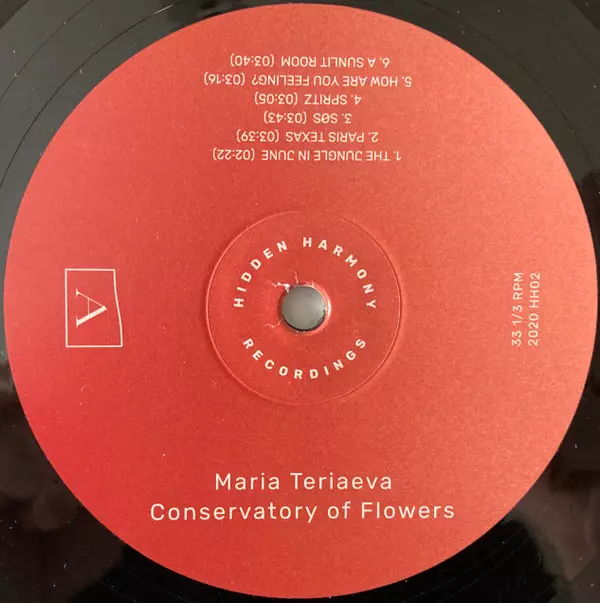 1. THE JUNGLE IN JUNE (02:22)
2. PARIS TEXAS (03:39)
3. SØS (03:43)
4. SPRITZ (03:05)
5. HOW ARE YOU FEELING? (03:16)
6. A SUNLIT ROOM (03:40)
HIDDEN HARMONY
RECORDINGS
A
33 1/3 RPM
2020 HH02
Maria Teriaeva
Conservatory of Flowers